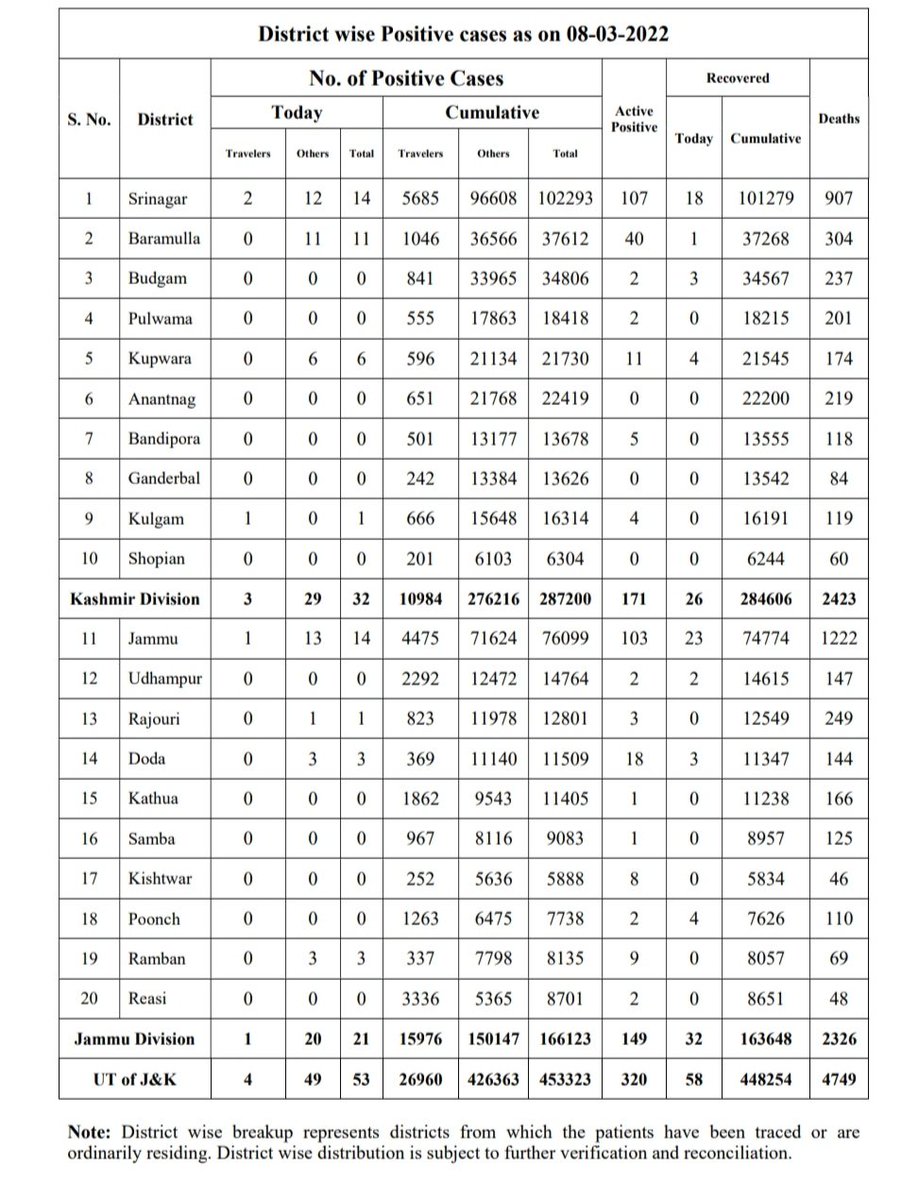 District wise Positive cases as on 08-03-2022
S. No. District No. of Positive Cases Active Positive Recovered Deaths
Today Cumulative Today Cumulative
Travelers Others Total Travelers Others Total
1 Srinagar 2 12 14 5685 96608 102293 107 18 101279 907
2 Baramulla 0 11 11 1046 36566 37612 40 1 37268 304
3 Budgam 0 0 0 841 33965 34806 2 3 34567 237
4 Pulwama 0 0 0 555 17863 18418 2 0 18215 201
5 Kupwara 0 6 6 596 21134 21730 11 4 21545 174
6 Anantnag 0 0 0 651 21768 22419 0 0 22200 219
7 Bandipora 0 0 0 501 13177 13678 5 0 13555 118
8 Ganderbal 0 0 0 242 13384 13626 0 0 13542 84
9 Kulgam 1 0 1 666 15648 16314 4 0 16191 119
10 Shopian 0 0 0 201 6103 6304 0 0 6244 60
Kashmir Division 3 29 32 10984 276216 287200 171 26 284606 2423
11 Jammu 1 13 14 4475 71624 76099 103 23 74774 1222
12 Udhampur 0 0 0 2292 12472 14764 2 2 14615 147
13 Rajouri 0 1 1 823 11978 12801 3 0 12549 249
14 Doda 0 3 3 369 11140 11509 18 3 11347 144
15 Kathua 0 0 0 1862 9543 11405 1 0 11238 166
16 Samba 0 0 0 967 8116 9083 1 0 8957 125
17 Kishtwar 0 0 0 252 5636 5888 8 0 5834 46
18 Poonch 0 0 0 1263 6475 7738 2 4 7626 110
19 Ramban 0 3 3 337 7798 8135 9 0 8057 69
20 Reasi 0 0 0 3336 5365 8701 2 0 8651 48
Jammu Division 1 20 21 15976 150147 166123 149 32 163648 2326
UT of J&K 4 49 53 26960 426363 453323 320 58 448254 4749
Note: District wise breakup represents districts from which the patients have been traced or are
ordinarily residing. District wise distribution is subject to further verification and reconciliation.